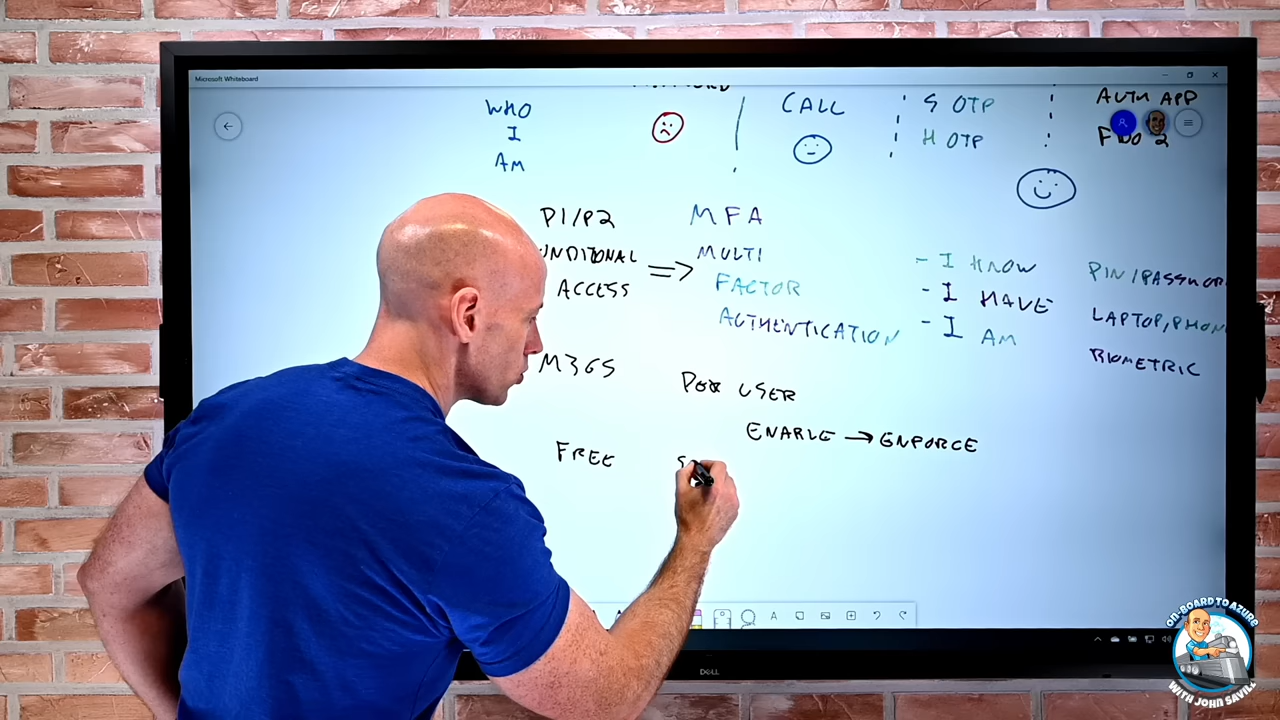 Microsoft Whiteboard
WHO
I
AM
CALL
S OTP
H OTP
AUTH APP
FIDO 2
P1/P2
ACCESS
M365
FREE
MFA
MULTI
FACTOR
AUTHENTICATION
- I KNOW PIN/PASSWOR
- I HAVE LAPTOP, PHON
- I AM BIOMETRIC
PER USER
ENABLE → ENFORCE
DELL
ON-BOARD TO AZURE
WITH JOHN SAVILL